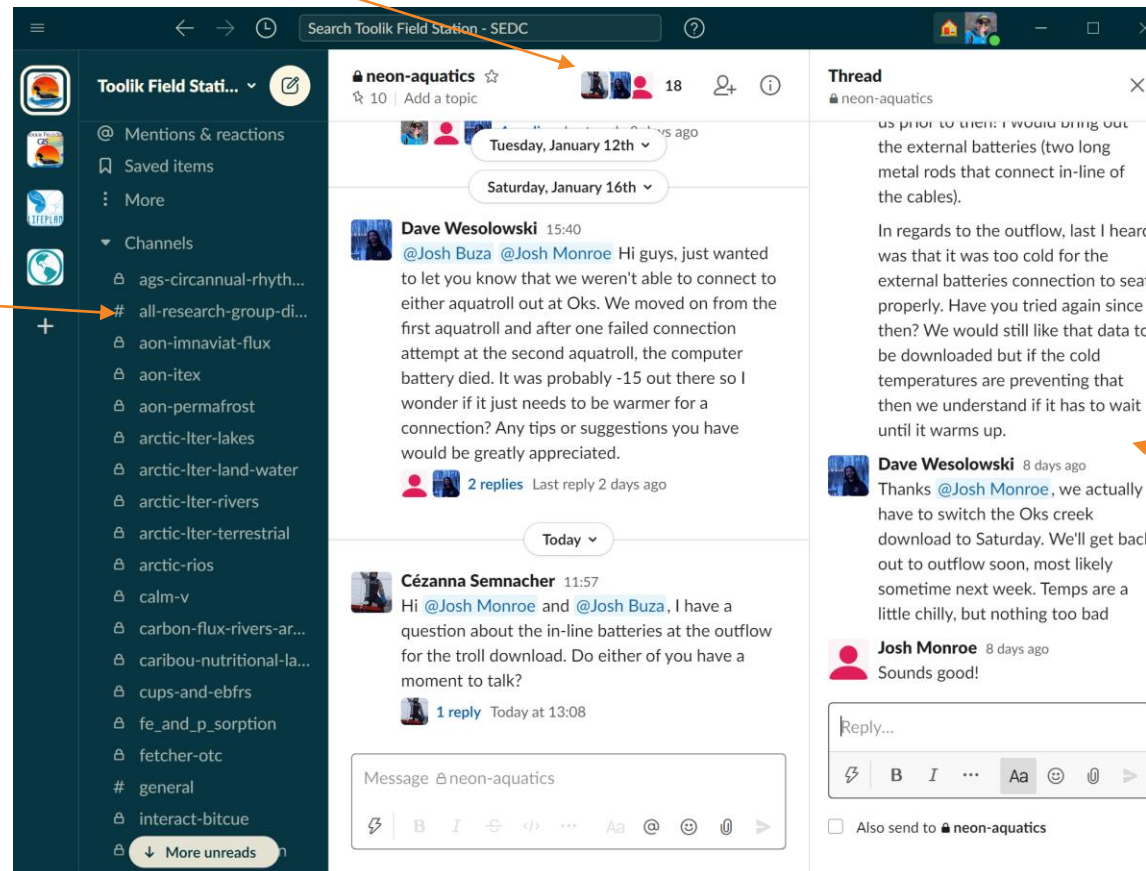 Search Toolik Field Station - SEDC
Toolik Field Stati...
Mentions & reactions
Saved items
More
Channels
ags-circannual-rhyth...
# all-research-group-di...
aon-imnaviat-flux
aon-itex
aon-permafrost
arctic-lter-lakes
arctic-lter-land-water
arctic-lter-rivers
arctic-lter-terrestrial
arctic-rios
calm-v
carbon-flux-rivers-ar...
caribou-nutritional-la...
cups-and-ebfrs
fe_and_p_sorption
fetcher-otc
# general
interact-bitcue
More unreads
LIFEPLAN
neon-aquatics
18
10 | Add a topic
ago
Tuesday, January 12th
Saturday, January 16th
Dave Wesolowski 15:40
@Josh Buza @Josh Monroe Hi guys, just wanted
to let you know that we weren't able to connect to
either aquatroll out at Oks. We moved on from the
first aquatroll and after one failed connection
attempt at the second aquatroll, the computer
battery died. It was probably -15 out there so I
wonder if it just needs to be warmer for a
connection? Any tips or suggestions you have
would be greatly appreciated.
2 replies Last reply 2 days ago
Today
Cézanna Semnacher 11:57
Hi @Josh Monroe and @Josh Buza, I have a
question about the in-line batteries at the outflow
for the troll download. Do either of you have a
moment to talk?
1 reply Today at 13:08
Message neon-aquatics
B I S </> ... Aa @
Thread
neon-aquatics
us prior to then! I would bring out
the external batteries (two long
metal rods that connect in-line of
the cables).
In regards to the outflow, last I heard
was that it was too cold for the
external batteries connection to seat
properly. Have you tried again since
then? We would still like that data to
be downloaded but if the cold
temperatures are preventing that
then we understand if it has to wait
until it warms up.
Dave Wesolowski 8 days ago
Thanks @Josh Monroe, we actually
have to switch the Oks creek
download to Saturday. We'll get back
out to outflow soon, most likely
sometime next week. Temps are a
little chilly, but nothing too bad
Josh Monroe 8 days ago
Sounds good!
Reply...
B I ... Aa
Also send to neon-aquatics